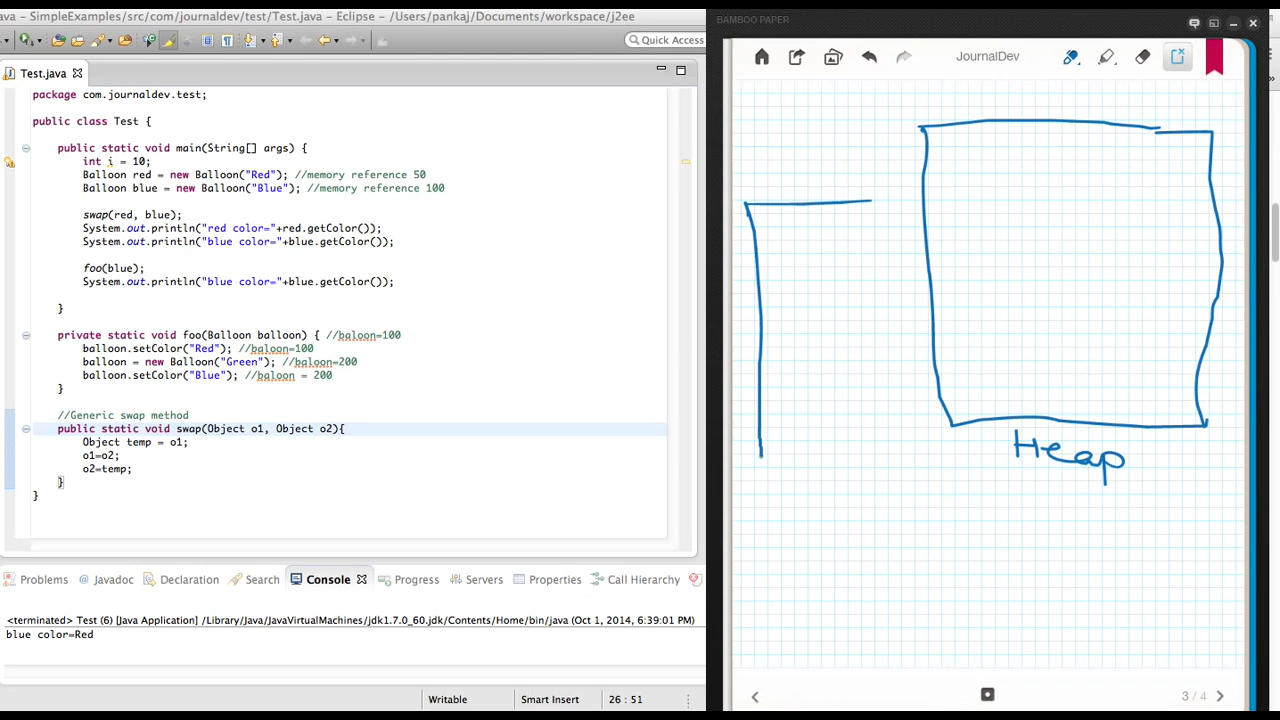 ava - SimpleExamples/src/com/journaldev/test/Test.java - Eclipse - /Users/pankaj/Documents/workspace/j2ee
Quick Access
Test.java
package com.journaldev.test;
public class Test {
public static void main(String[] args) {
int i = 10;
Balloon red = new Balloon("Red"); //memory reference 50
Balloon blue = new Balloon("Blue"); //memory reference 100
swap(red, blue);
System.out.println("red color="+red.getColor());
System.out.println("blue color="+blue.getColor());
foo(blue);
System.out.println("blue color="+blue.getColor());
}
private static void foo(Balloon balloon) { //baloon=100
balloon.setColor("Red"); //baloon=100
balloon = new Balloon("Green"); //baloon=200
balloon.setColor("Blue"); //baloon = 200
}
//Generic swap method
public static void swap(Object o1, Object o2){
Object temp = o1;
o1=o2;
o2=temp;
}
}
Problems Javadoc Declaration Search Console Progress Servers Properties Call Hierarchy
<terminated> Test (6) [Java Application] /Library/Java/JavaVirtualMachines/jdk1.7.0_60.jdk/Contents/Home/bin/java (Oct 1, 2014, 6:39:01 PM)
blue color=Red
Writable Smart Insert 26 : 51
BAMBOO PAPER
JournalDev
Heap
3 / 4